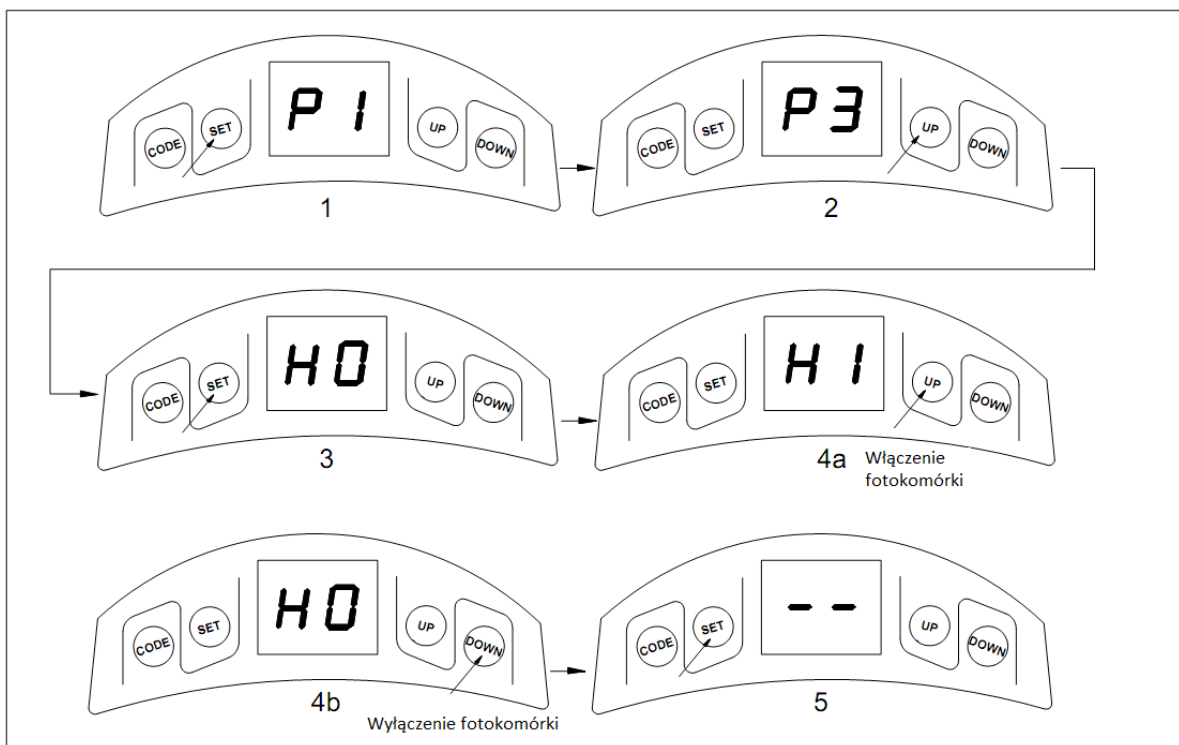 P1
CODE
SET
UP
DOWN
1
P3
CODE
SET
UP
DOWN
2
H0
CODE
SET
UP
DOWN
3
H1
CODE
SET
UP
DOWN
4a
Włączenie
fotokomórki
H0
CODE
SET
UP
DOWN
4b
Wyłączenie fotokomórki
--
CODE
SET
UP
DOWN
5